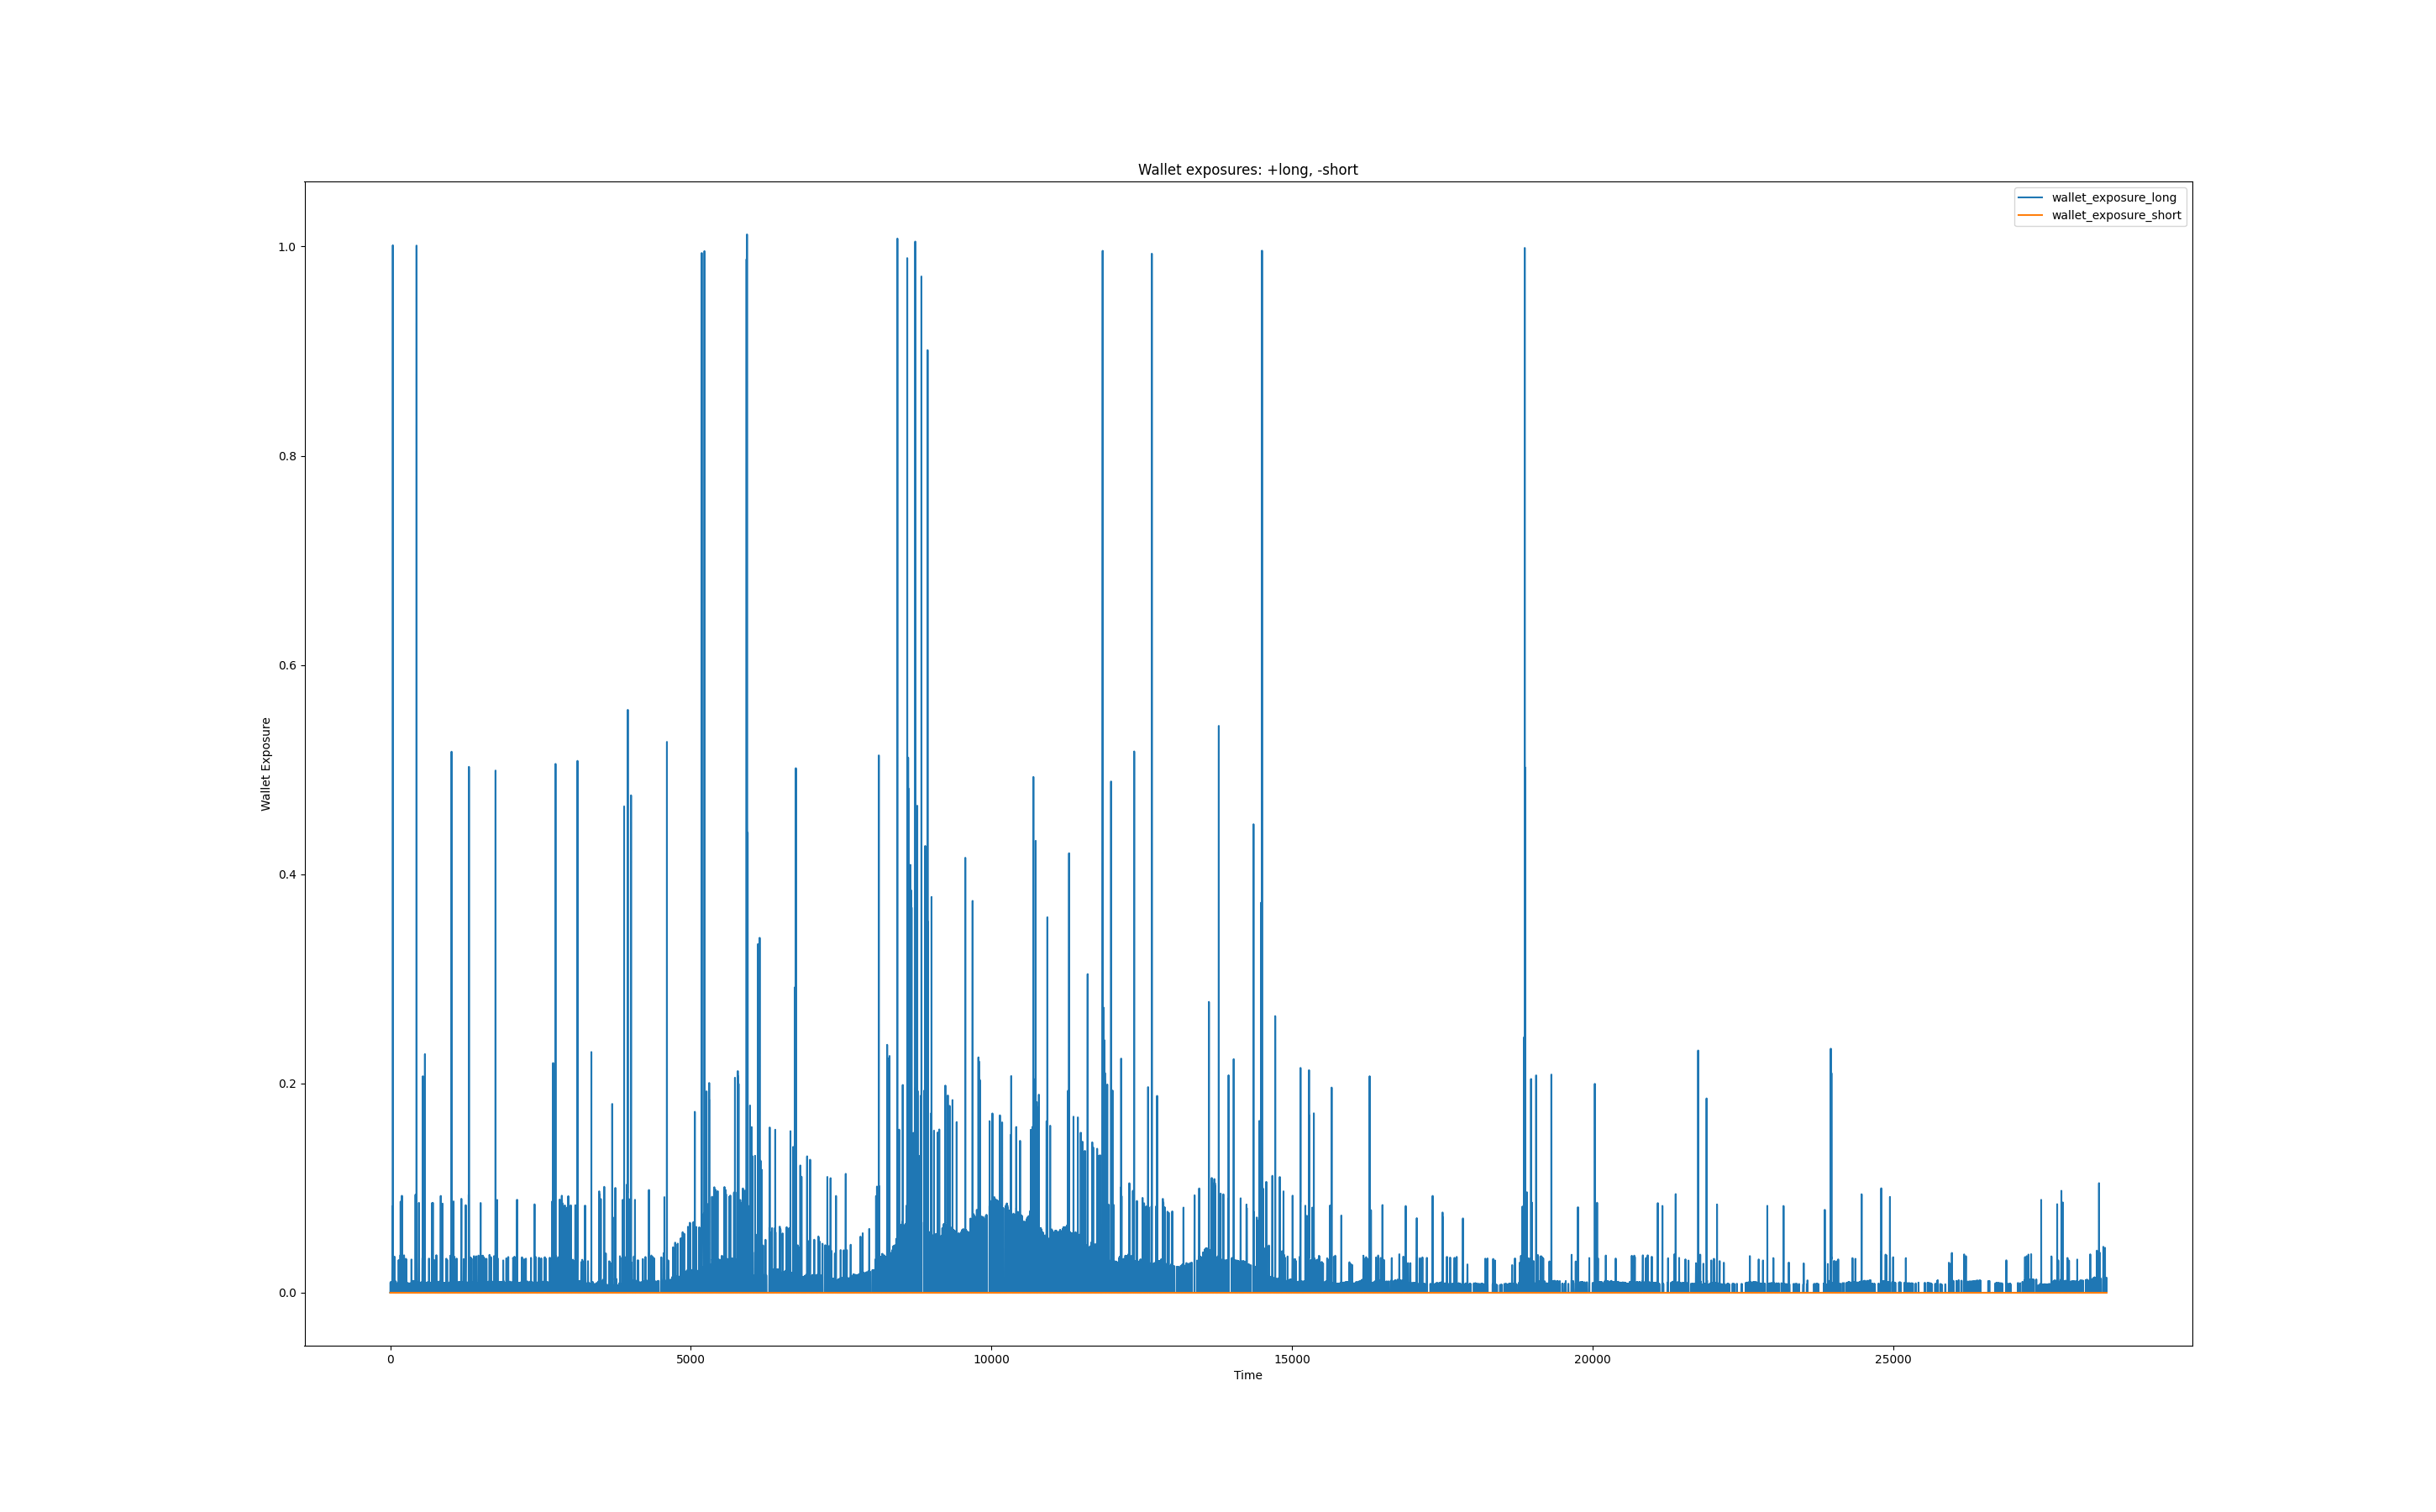 Wallet exposures: +long, -short
wallet_exposure_long
wallet_exposure_short
1.0
0.8
0.6
0.4
0.2
0.0
Wallet Exposure
0 5000 10000 15000 20000 25000
Time